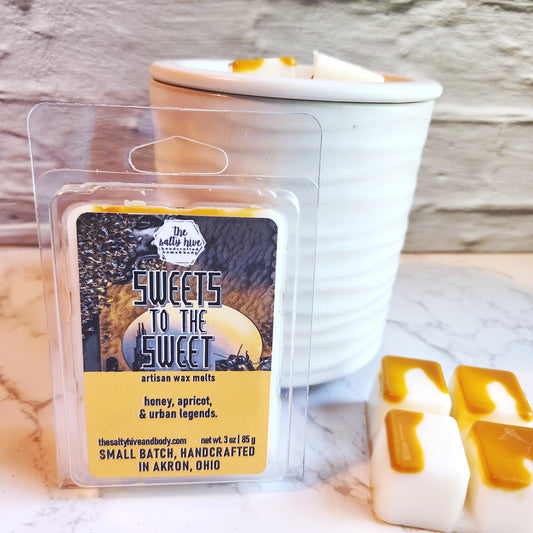 the
salty hive
handcrafted
home&body
SWEETS
TO THE
SWEET
artisan wax melts
honey, apricot,
& urban legends.
thesaltyhiveandbody.com net wt. 3 oz | 85 g
SMALL BATCH, HANDCRAFTED
IN AKRON, OHIO